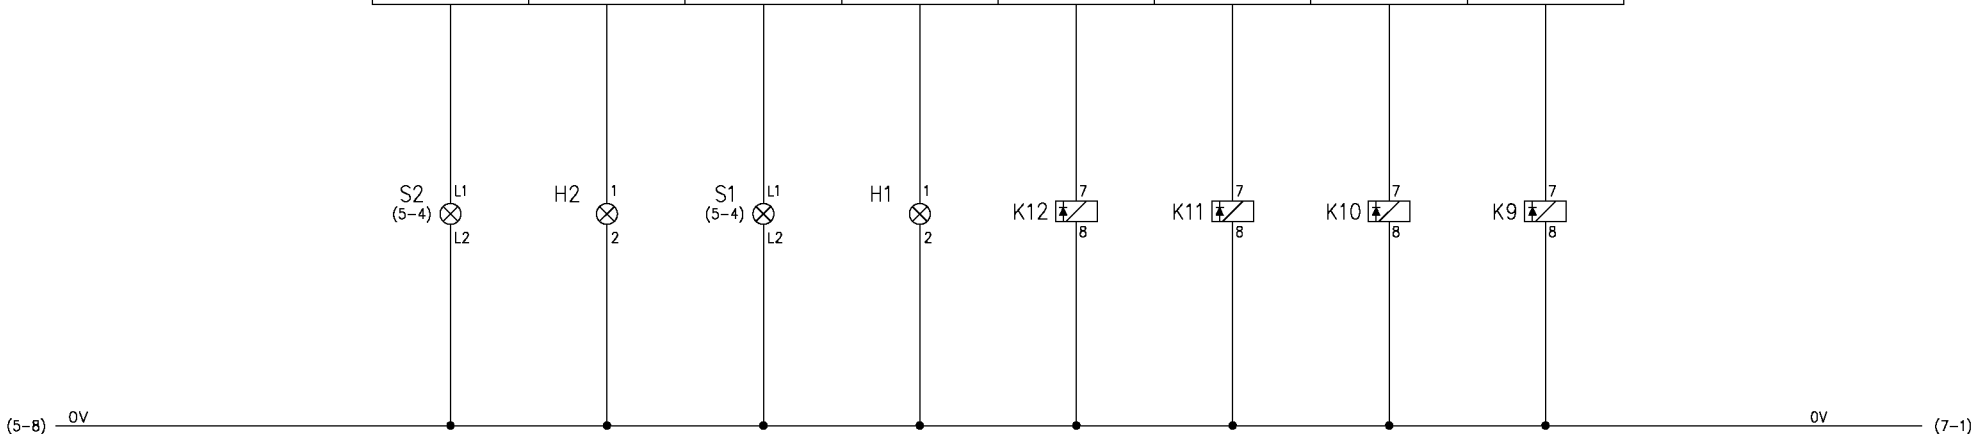 S2 L1 H2 1 S1 L1 H1 1 7 7 7 7
(5-4) (5-4) K12 K11 K10 K9
L2 2 L2 2 8 8 8 8
0V 0V
(5-8) (7-1)